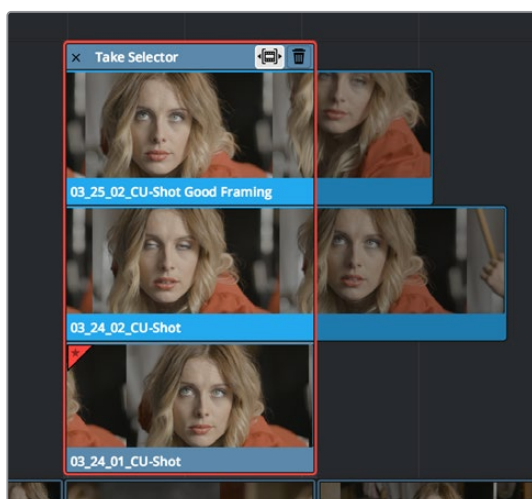 × Take Selector
03_25_02_CU-Shot Good Framing
03_24_02_CU-Shot
03_24_01_CU-Shot